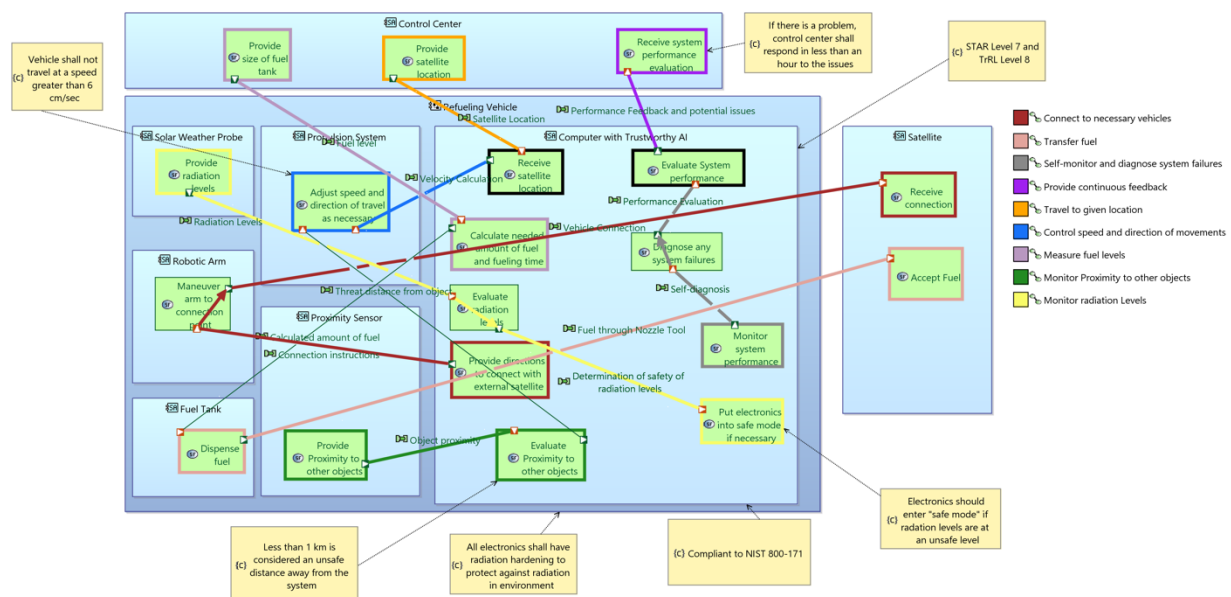 Control Center
Provide
size of fuel
tank
Provide
satellite
location
Receive system
performance
evaluation
If there is a problem,
control center shall
respond in less than an
hour to the issues
{c}
{c} STAR Level 7 and
TrRL Level 8
Vehicle shall not
travel at a speed
greater than 6
cm/sec
{c}
Refueling Vehicle
Performance Feedback and potential issues
Satellite Location
Solar Weather Probe
Propulsion System
Fuel level
Computer with Trustworthy AI
Satellite
Provide
radiation
levels
Adjust speed and
direction of travel
as necessary
Velocity Calculation
Receive
satellite
location
Evaluate System
performance
Performance Evaluation
Receive
connection
Radiation Levels
Calculate needed
amount of fuel
and fueling time
Vehicle Connection
Diagnose any
system failures
Robotic Arm
Maneuver
arm to
connection
point
Threat distance from object
Evaluate
radiation
levels
Self-diagnosis
Accept Fuel
Proximity Sensor
Calculated amount of fuel
Connection instructions
Fuel through Nozzle Tool
Monitor
system
performance
Provide directions
to connect with
external satellite
Determination of safety of
radiation levels
Fuel Tank
Dispense
fuel
Provide
Proximity to
other objects
Object proximity
Evaluate
Proximity to
other objects
Put electronics
into safe mode
if necessary
Less than 1 km is
considered an unsafe
distance away from the
system
{c}
All electronics shall have
radiation hardening to
protect against radiation
in environment
{c}
{c} Compliant to NIST 800-171
Electronics should
enter "safe mode" if
radation levels are at
an unsafe level
{c}
Connect to necessary vehicles
Transfer fuel
Self-monitor and diagnose system failures
Provide continuous feedback
Travel to given location
Control speed and direction of movements
Measure fuel levels
Monitor Proximity to other objects
Monitor radiation Levels